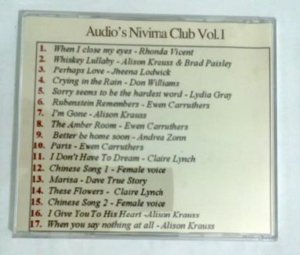 Audio's Nivirna Club Vol.I
1. When I close my eyes - Rhonda Vicent
2. Whiskey Lullaby - Alison Krauss & Brad Paisley
3. Perhaps Love - Jheena Lodwick
4. Crying in the Rain - Don Williams
5. Sorry seems to be the hardest word - Lydia Gray
6. Rubenstein Remembers - Ewen Carruthers
7. I'm Gone - Alison Krauss
8. The Amber Room - Ewen Carruthers
9. Better be home soon - Andrea Zonn
10. Paris - Ewen Carruthers
11. I Don't Have To Dream - Claire Lynch
12. Chinese Song 1 - Female voice
13. Marisa - Dave True Story
14. These Flowers - Claire Lynch
15. Chinese Song 2 - Female voice
16. I Give You To His Heart -Alison Krauss
17. When you say nothing at all - Alison Krauss